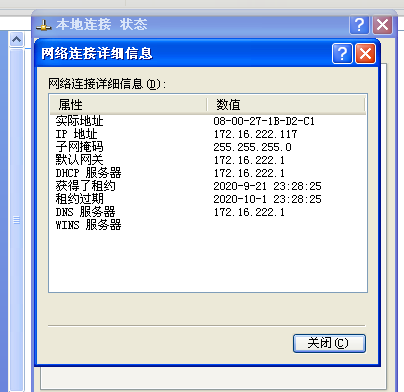 本地连接 状态
网络连接详细信息
网络连接详细信息(D):
属性 数值
实际地址 08-00-27-1B-D2-C1
IP 地址 172.16.222.117
子网掩码 255.255.255.0
默认网关 172.16.222.1
DHCP 服务器 172.16.222.1
获得了租约 2020-9-21 23:28:25
租约过期 2020-10-1 23:28:25
DNS 服务器 172.16.222.1
WINS 服务器
关闭(C)